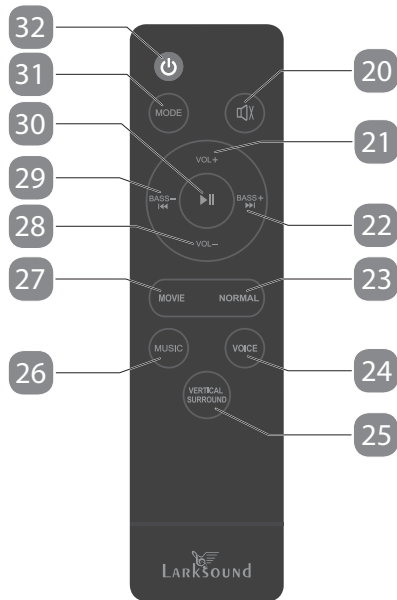 32
31
30
29
28
27
26
20
21
22
23
24
25
MODE
VOL+
BASS−
BASS+
VOL−
MOVIE NORMAL
MUSIC VOICE
VERTICAL
SURROUND
LARKSOUND